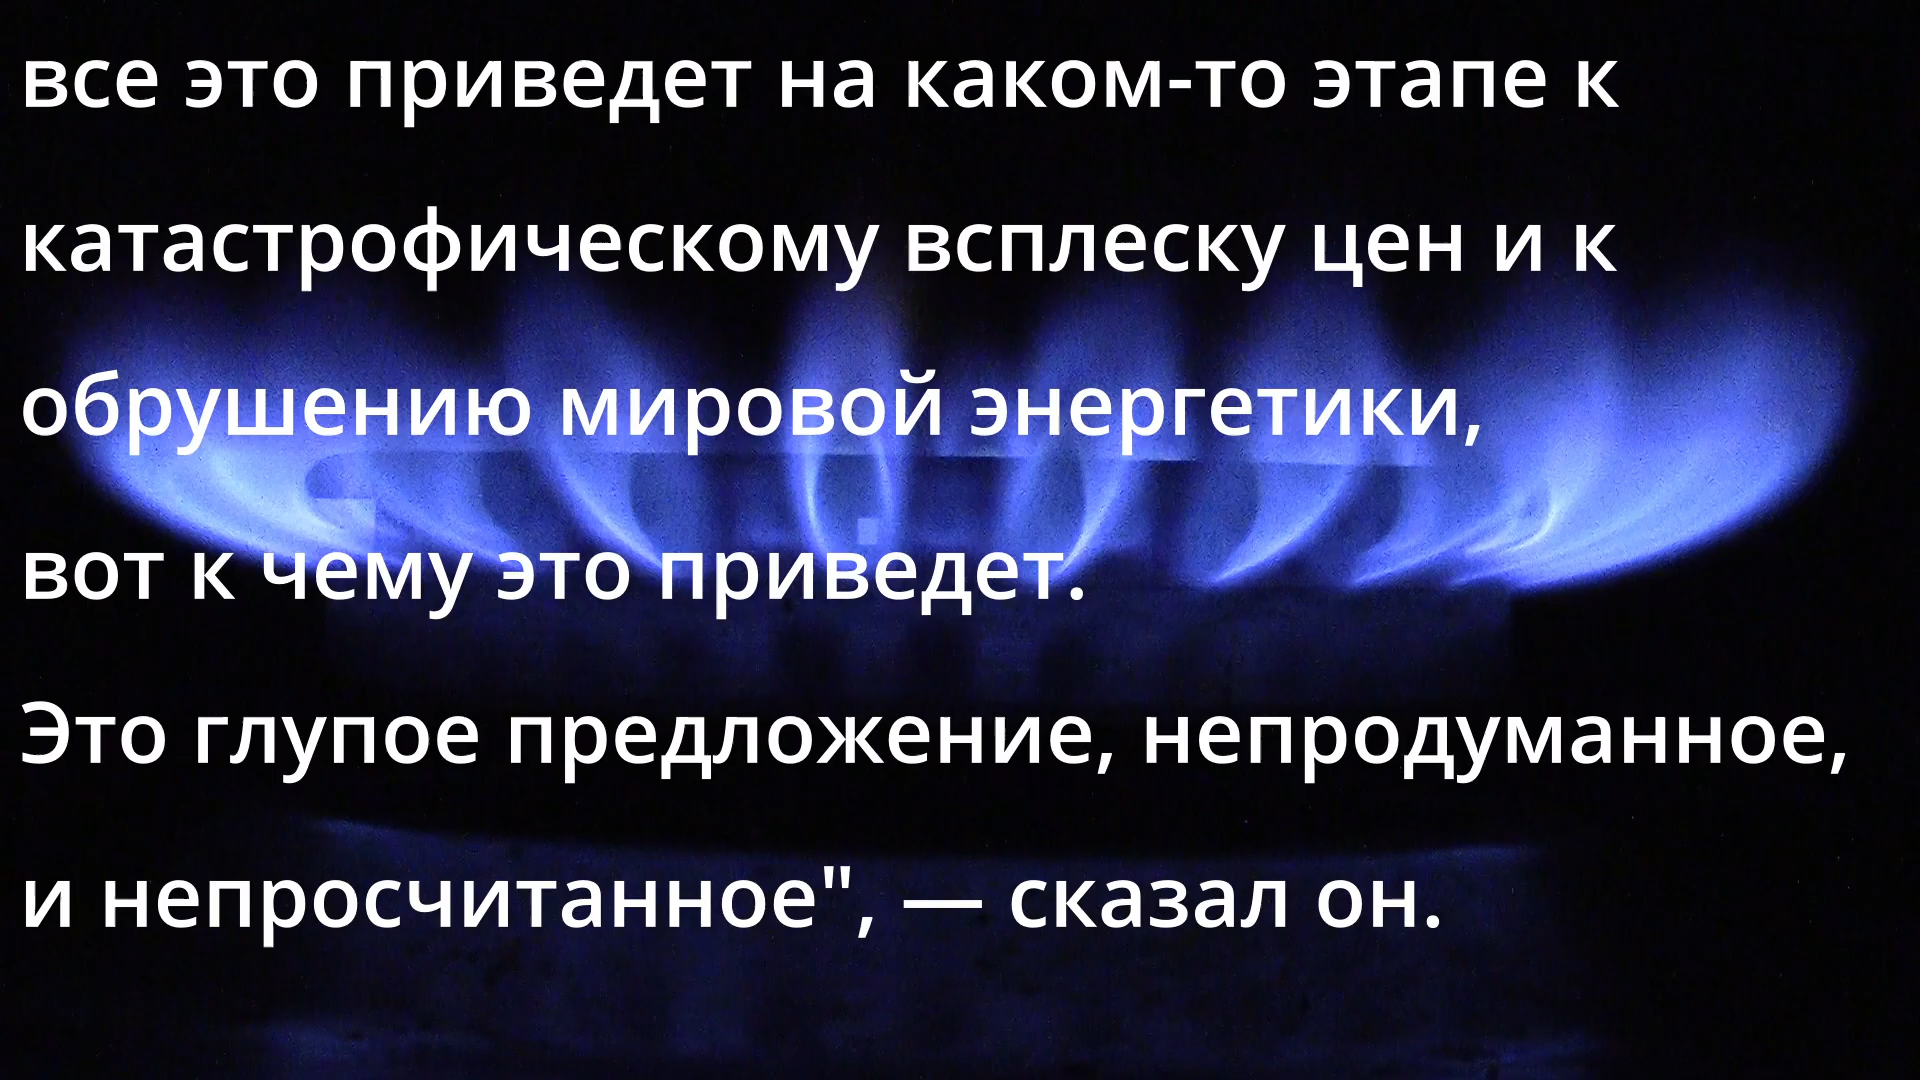 все это приведет на каком-то этапе к
катастрофическому всплеску цен и к
обрушению мировой энергетики,
вот к чему это приведет.
Это глупое предложение, непродуманное,
и непросчитанное", — сказал он.